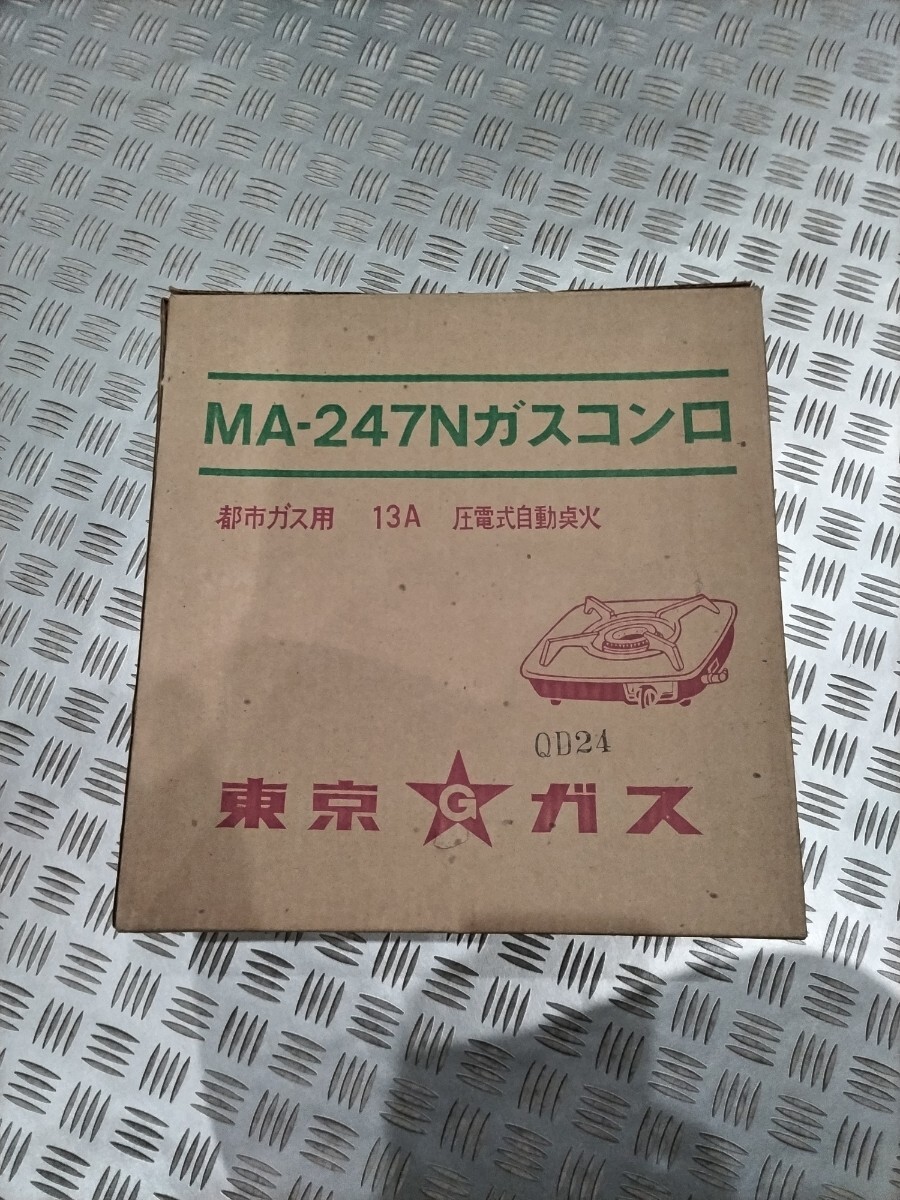 MA-247Nガスコンロ
都市ガス用 13A 圧電式自動点火
QD24
東京 G ガス